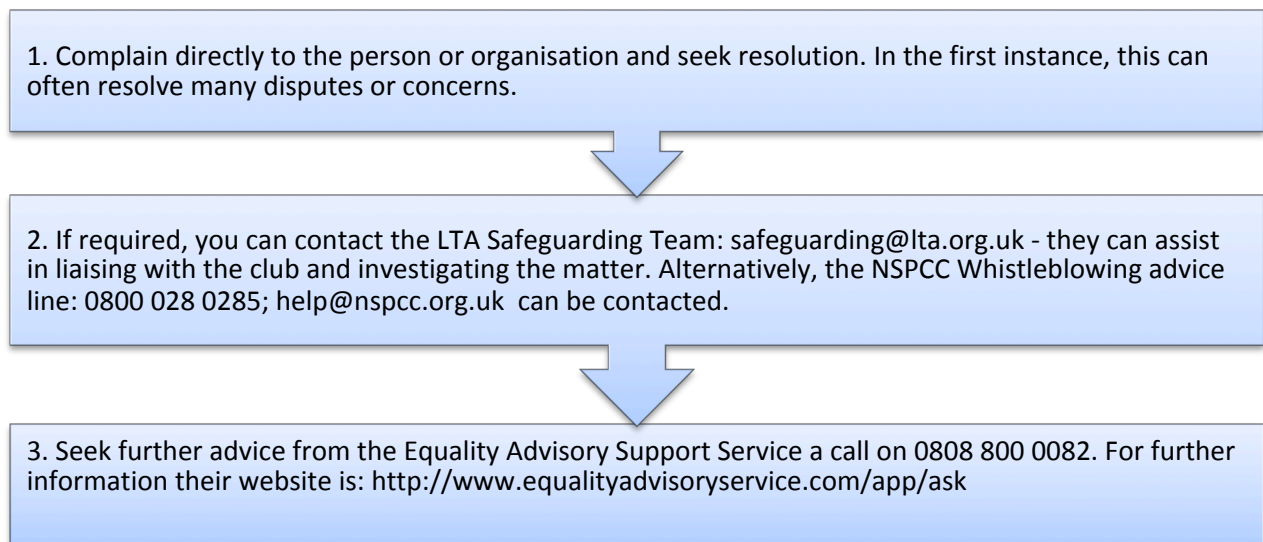 1. Complain directly to the person or organisation and seek resolution. In the first instance, this can
often resolve many disputes or concerns.
2. If required, you can contact the LTA Safeguarding Team: safeguarding@lta.org.uk - they can assist
in liaising with the club and investigating the matter. Alternatively, the NSPCC Whistleblowing advice
line: 0800 028 0285; help@nspcc.org.uk  can be contacted.
3. Seek further advice from the Equality Advisory Support Service a call on 0808 800 0082. For further
information their website is: http://www.equalityadvisoryservice.com/app/ask